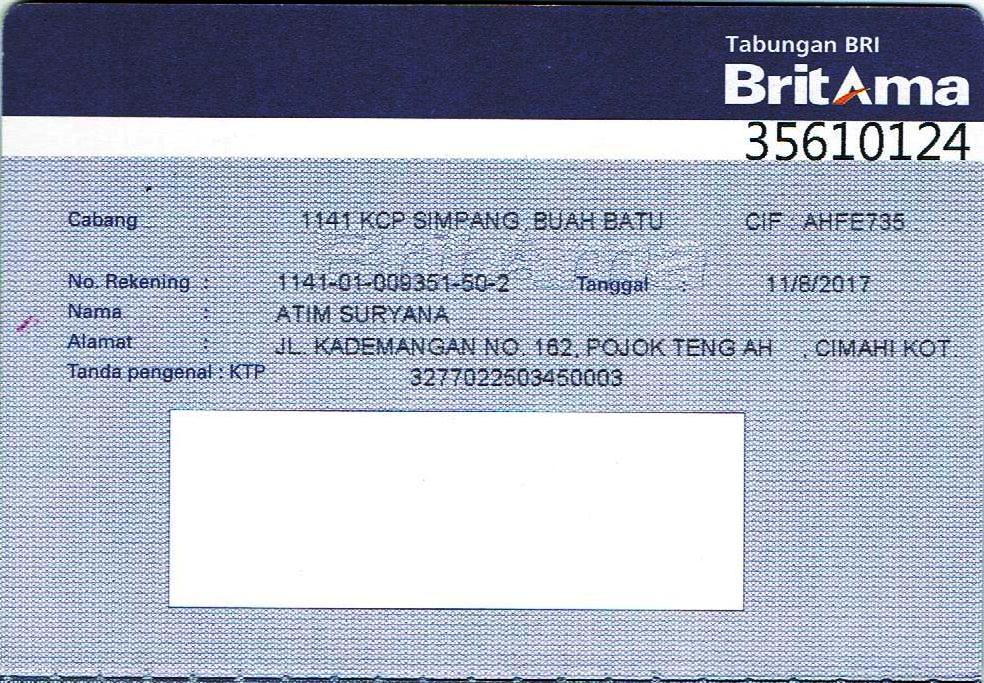 Tabungan BRI
BritAma
35610124
Cabang 1141 KCP SIMPANG BUAH BATU CIF AHFE735
No. Rekening : 1141-01-009351-50-2 Tanggal : 11/8/2017
Nama : ATIM SURYANA
Alamat : JL. KADEMANGAN NO. 162, POJOK TENG AH , CIMAHI KOT
Tanda pengenal : KTP 3277022503450003